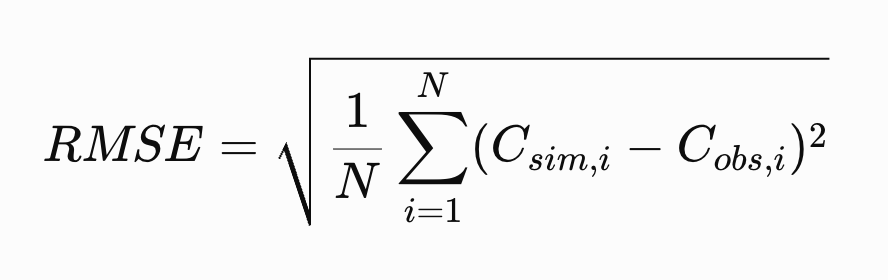 $RMSE = \sqrt{\frac{1}{N} \sum_{i=1}^{N} (C_{sim,i} - C_{obs,i})^2}$